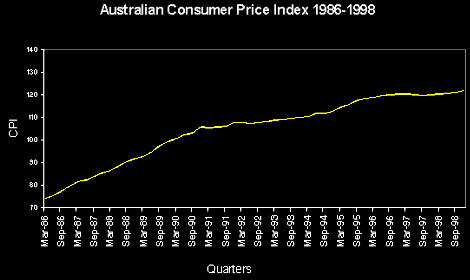 Australian Consumer Price Index 1986-1998
140
130
120
110
100
90
80
70
CPI
Mar-86
Sep-86
Mar-87
Sep-87
Mar-88
Sep-88
Mar-89
Sep-89
Mar-90
Sep-90
Mar-91
Sep-91
Mar-92
Sep-92
Mar-93
Sep-93
Mar-94
Sep-94
Mar-95
Sep-95
Mar-96
Sep-96
Mar-97
Sep-97
Mar-98
Sep-98
Quarters